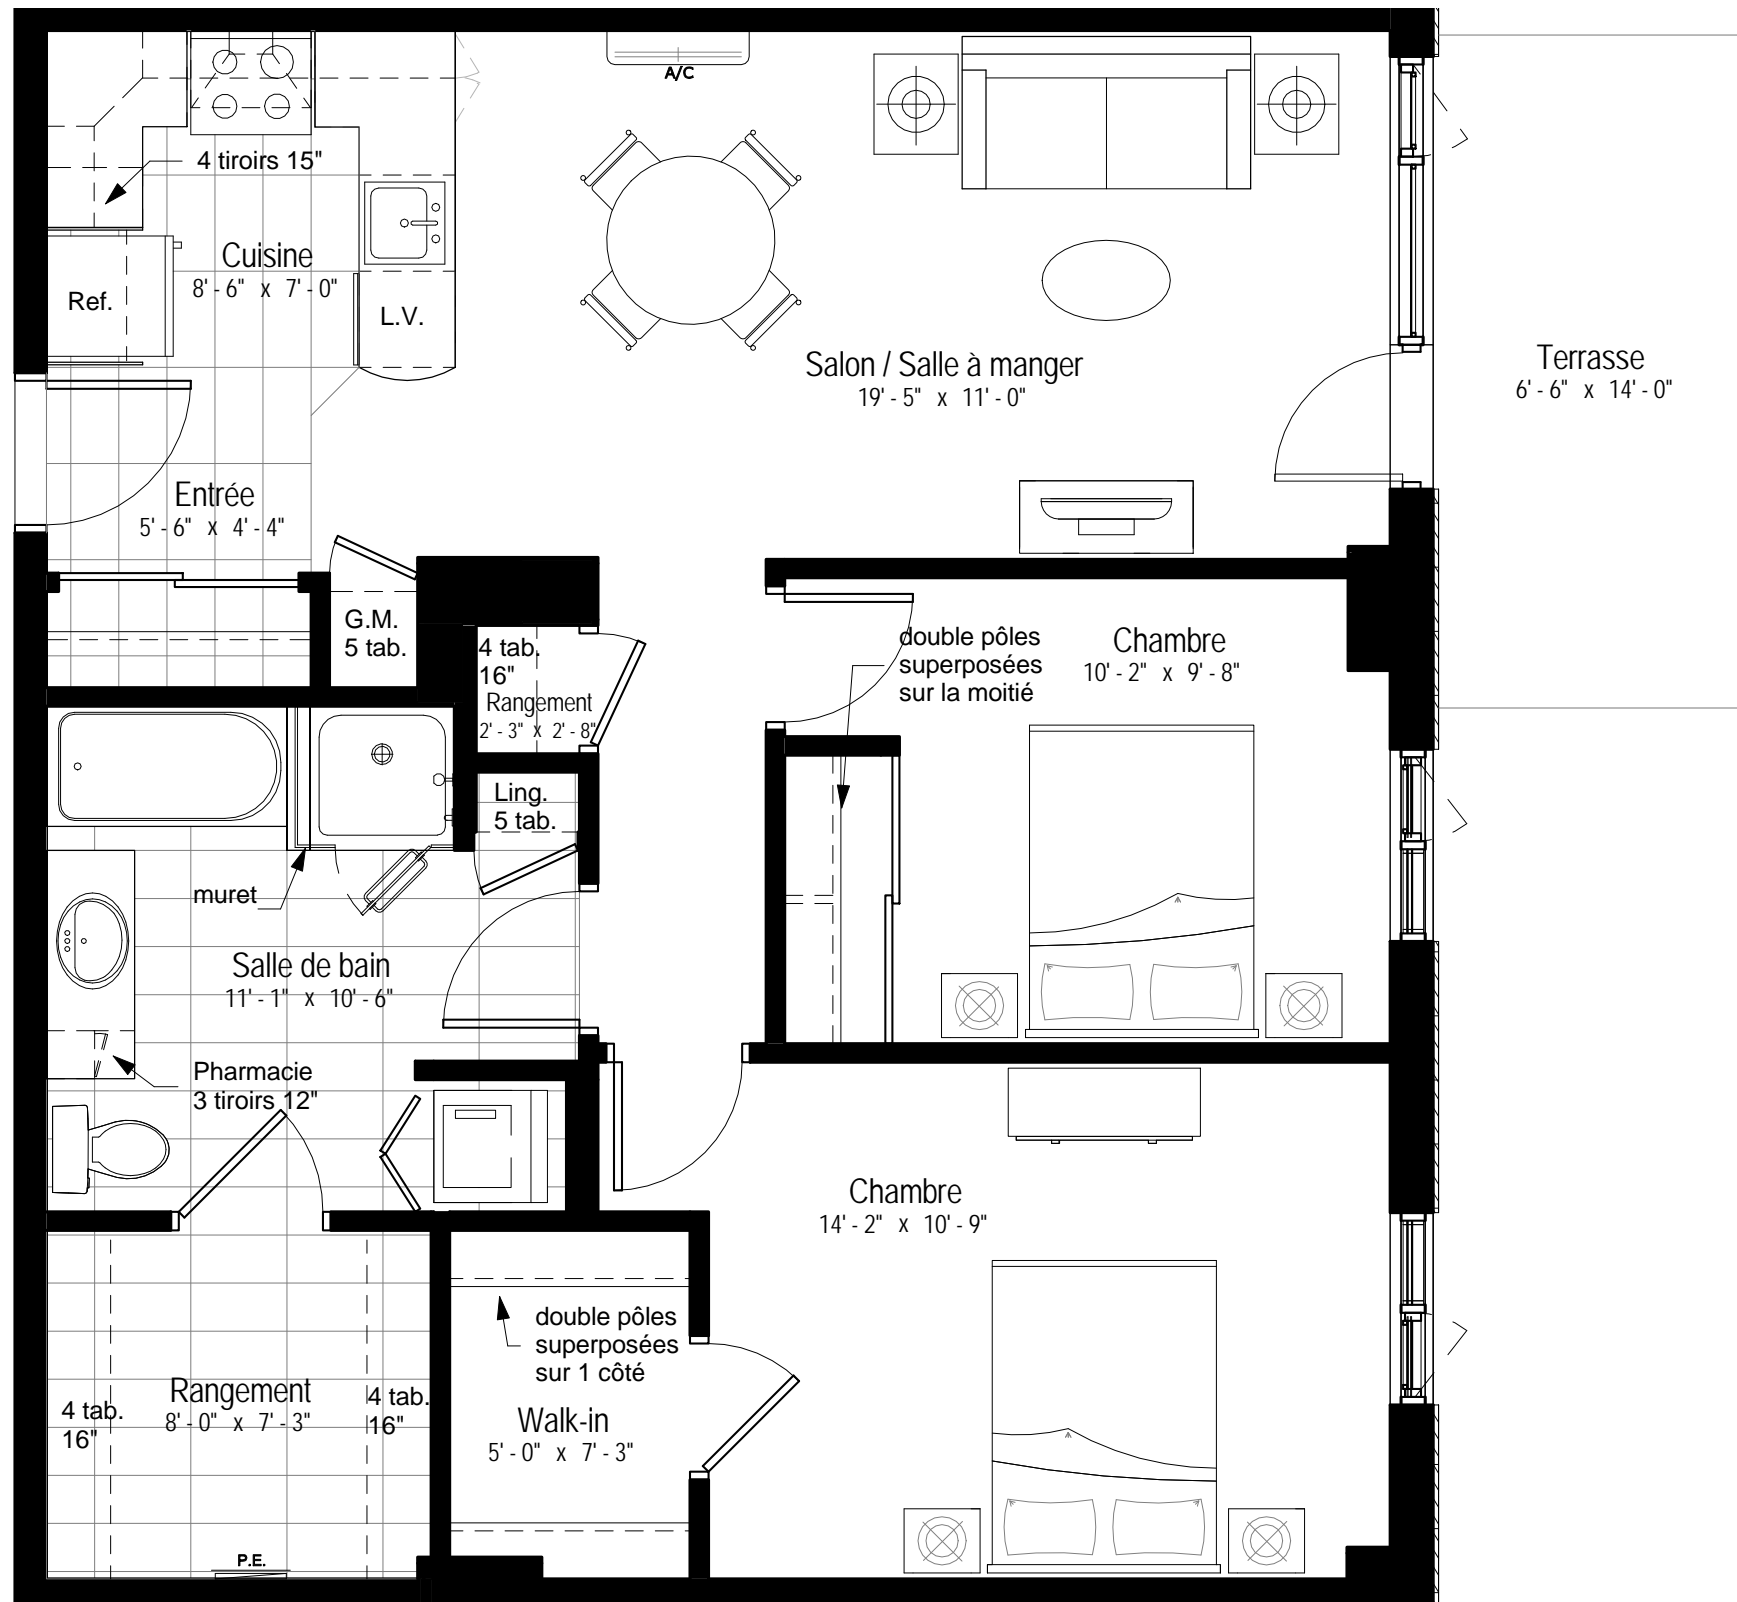 A/C
4 tiroirs 15"
Cuisine
8' - 6" x 7' - 0"
Ref.
L.V.
Salon / Salle à manger
19' - 5" x 11' - 0"
Terrasse
6' - 6" x 14' - 0"
Entrée
5' - 6" x 4' - 4"
G.M.
5 tab.
4 tab.
16"
Rangement
2' - 3" x 2' - 8"
double pôles
superposées
sur la moitié
Chambre
10' - 2" x 9' - 8"
Ling.
5 tab.
muret
Salle de bain
11' - 1" x 10' - 6"
Pharmacie
3 tiroirs 12"
Chambre
14' - 2" x 10' - 9"
double pôles
superposées
sur 1 côté
Walk-in
5' - 0" x 7' - 3"
Rangement
8' - 0" x 7' - 3"
4 tab.
16"
4 tab.
16"
P.E.